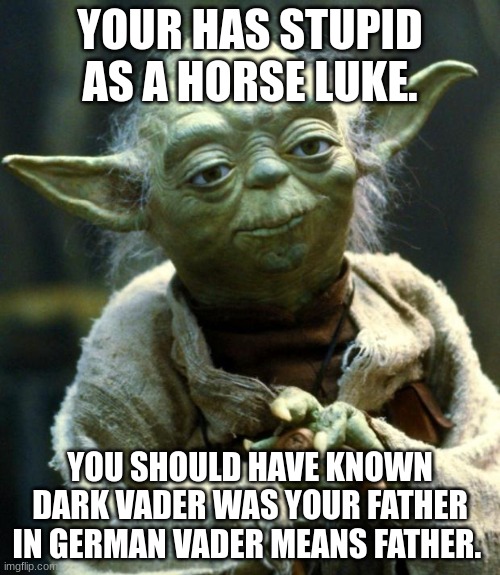 YOUR HAS STUPID
AS A HORSE LUKE.
YOU SHOULD HAVE KNOWN
DARK VADER WAS YOUR FATHER
IN GERMAN VADER MEANS FATHER.
imgflip.com